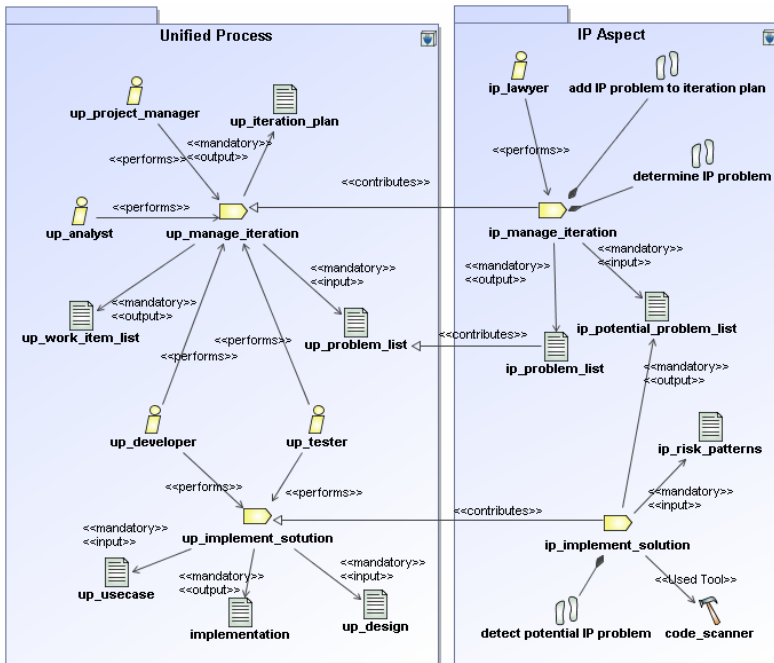 Unified Process
up_project_manager
up_iteration_plan
<<mandatory>>
<<output>>
<<performs>>
up_analyst
<<performs>>
up_manage_iteration
<<mandatory>>
<<output>>
up_work_item_list
<<mandatory>>
<<input>>
up_problem_list
<<performs>>
<<performs>>
up_developer
up_tester
<<performs>>
<<performs>>
up_implement_sotution
<<mandatory>>
<<input>>
up_usecase
<<mandatory>>
<<output>>
implementation
<<mandatory>>
<<input>>
up_design
<<contributes>>
<<contributes>>
<<contributes>>
IP Aspect
ip_lawyer
add IP problem to iteration plan
<<performs>>
determine IP problem
ip_manage_iteration
<<mandatory>>
<<output>>
<<mandatory>>
<<input>>
ip_potential_problem_list
ip_problem_list
<<mandatory>>
<<output>>
ip_risk_patterns
<<mandatory>>
<<input>>
ip_implement_solution
<<Used Tool>>
detect potential IP problem
code_scanner